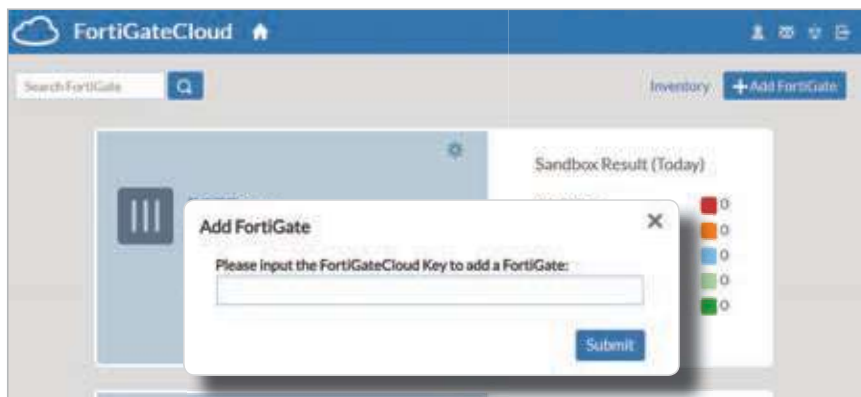 FortiGateCloud
Search FortiGate
Inventory
+Add FortiGate
Sandbox Result (Today)
0
0
0
0
0
Add FortiGate
Please input the FortiGateCloud Key to add a FortiGate:
Submit